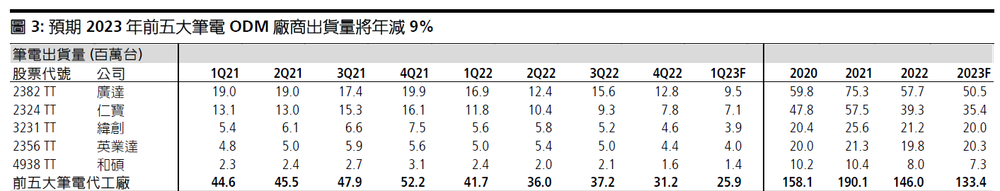 圖 3: 預期 2023 年前五大筆電 ODM 廠商出貨量將年減 9%
筆電出貨量 (百萬台)
股票代號 公司 1Q21 2Q21 3Q21 4Q21 1Q22 2Q22 3Q22 4Q22 1Q23F 2020 2021 2022 2023F
2382 TT 廣達 19.0 19.0 17.4 19.9 16.9 12.4 15.6 12.8 9.5 59.8 75.3 57.7 50.5
2324 TT 仁寶 13.1 13.0 15.3 16.1 11.8 10.4 9.3 7.8 7.1 47.8 57.5 39.3 35.4
3231 TT 緯創 5.4 6.1 6.6 7.5 5.6 5.8 5.2 4.6 3.9 20.4 25.6 21.2 20.0
2356 TT 英業達 4.8 5.0 5.9 5.6 5.0 5.4 5.0 4.4 4.0 20.0 21.3 19.8 20.3
4938 TT 和碩 2.3 2.4 2.7 3.1 2.4 2.0 2.1 1.6 1.4 10.2 10.4 8.0 7.3
前五大筆電代工廠 44.6 45.5 47.9 52.2 41.7 36.0 37.2 31.2 25.9 158.1 190.1 146.0 133.4